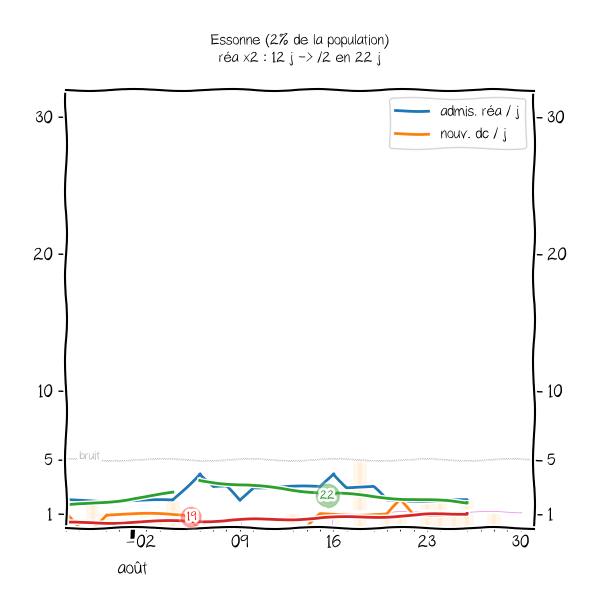 Essonne (2% de la population)
réa x2 : 12 j -> /2 en 22 j
admis. réa / j
nouv. dc / j
30
30
20
20
10
10
5
bruit
5
22
19
1
1
02
09
16
23
30
août